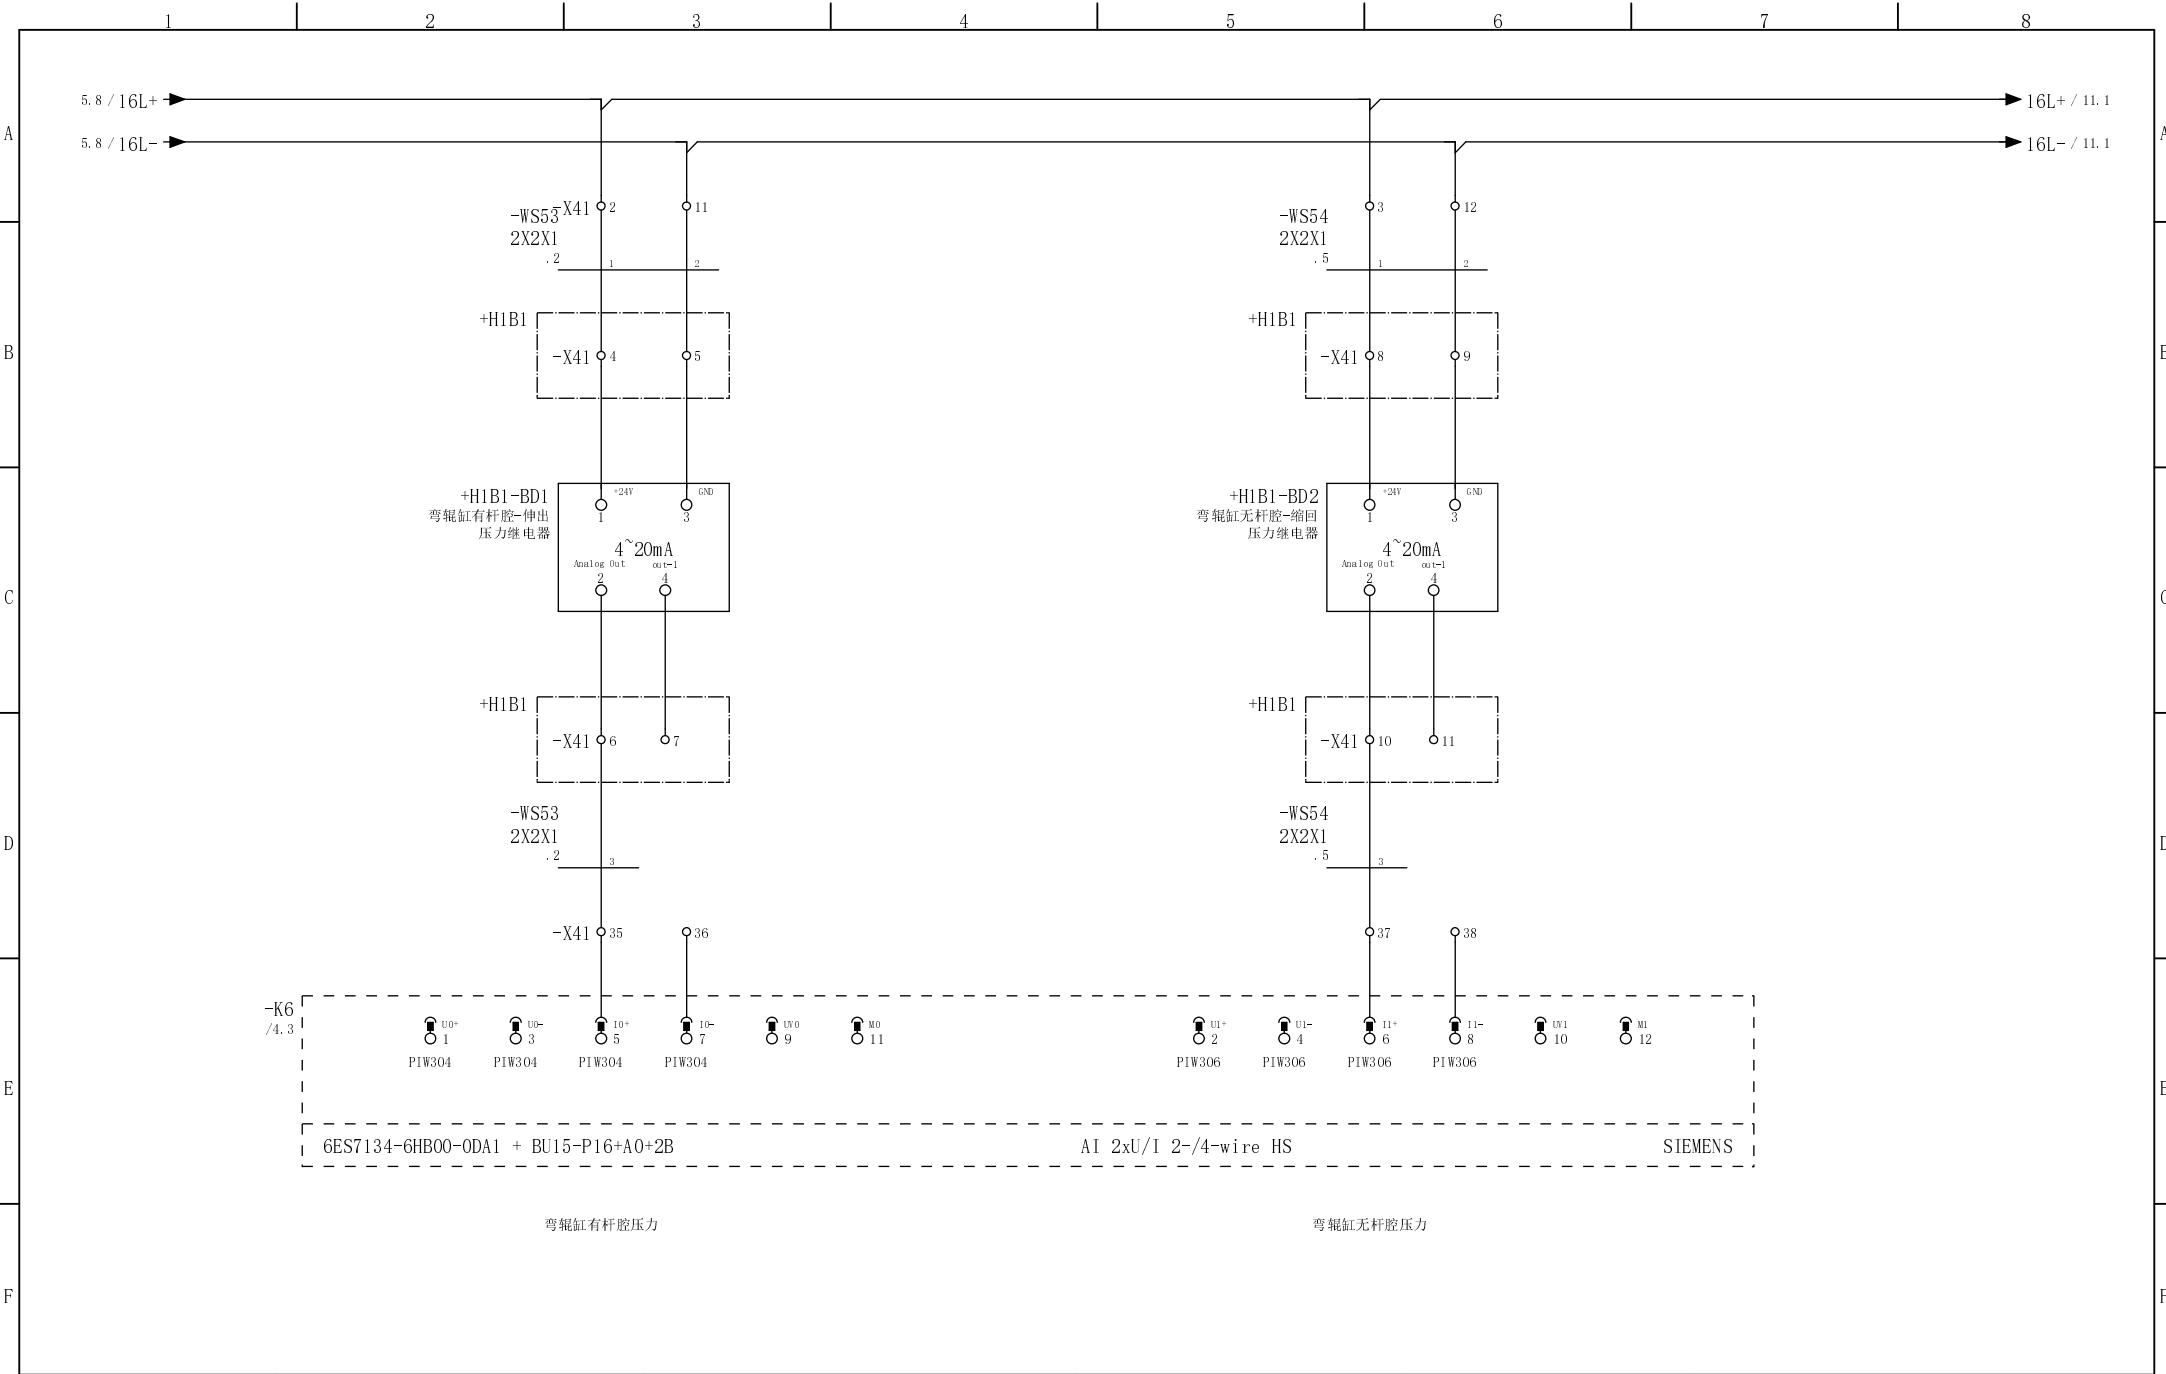 1 2 3 4 5 6 7 8
5.8 / 16L+ 16L+ / 11.1
A A
5.8 / 16L- 16L- / 11.1
-X41 2 11 3 12
-WS53 -WS54
2X2X1 2X2X1
.2 1 2 .5 1 2
+H1B1 +H1B1
B
-X41 4 5 -X41 8 9
+H1B1-BD1 +24V GND +H1B1-BD2 +24V GND
弯辊缸有杆腔-伸出 1 3 弯辊缸无杆腔-缩回 1 3
压力继电器 压力继电器
4~20mA 4~20mA
Analog Out out-1 Analog Out out-1
2 4 2 4
C
+H1B1 +H1B1
-X41 6 7 -X41 10 11
-WS53 -WS54
2X2X1 2X2X1
D
.2 3 .5 3
-X41 35 36 37 38
-K6
/4.3
U0+ U0- I0+ I0- UV0 M0 U1+ U1- I1+ I1- UV1 M1
1 3 5 7 9 11 2 4 6 8 10 12
PIW304 PIW304 PIW304 PIW304 PIW306 PIW306 PIW306 PIW306
E
6ES7134-6HB00-0DA1 + BU15-P16+A0+2B AI 2xU/I 2-/4-wire HS SIEMENS
弯辊缸有杆腔压力 弯辊缸无杆腔压力
F